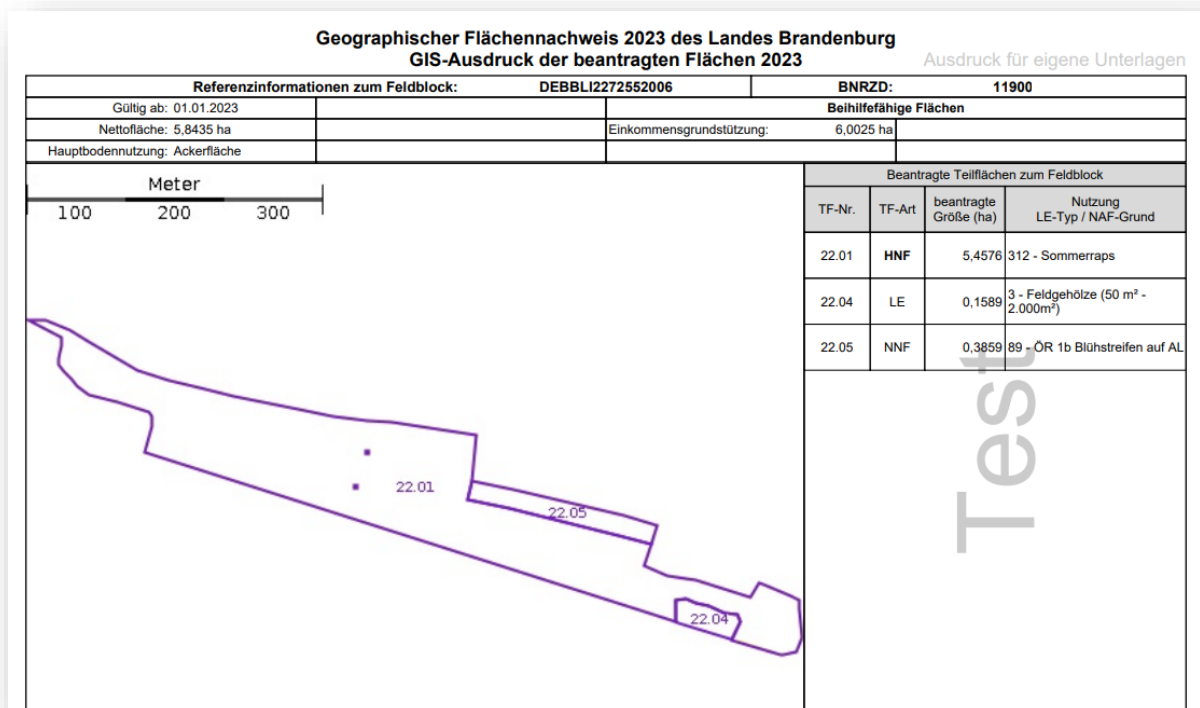 Geographischer Flächennachweis 2023 des Landes Brandenburg
GIS-Ausdruck der beantragten Flächen 2023
Ausdruck für eigene Unterlagen
Referenzinformationen zum Feldblock: DEBBLI2272552006 BNRZD: 11900
Gültig ab: 01.01.2023 Beihilfefähige Flächen
Nettofläche: 5,8435 ha Einkommensgrundstützung: 6,0025 ha
Hauptbodennutzung: Ackerfläche
Meter
100 200 300
Beantragte Teilflächen zum Feldblock
TF-Nr. TF-Art beantragte Größe (ha) Nutzung LE-Typ / NAF-Grund
22.01 HNF 5,4576 312 - Sommerraps
22.04 LE 0,1589 3 - Feldgehölze (50 m² - 2.000m²)
22.05 NNF 0,3859 89 - ÖR 1b Blühstreifen auf AL
22.01
22.05
22.04
Test